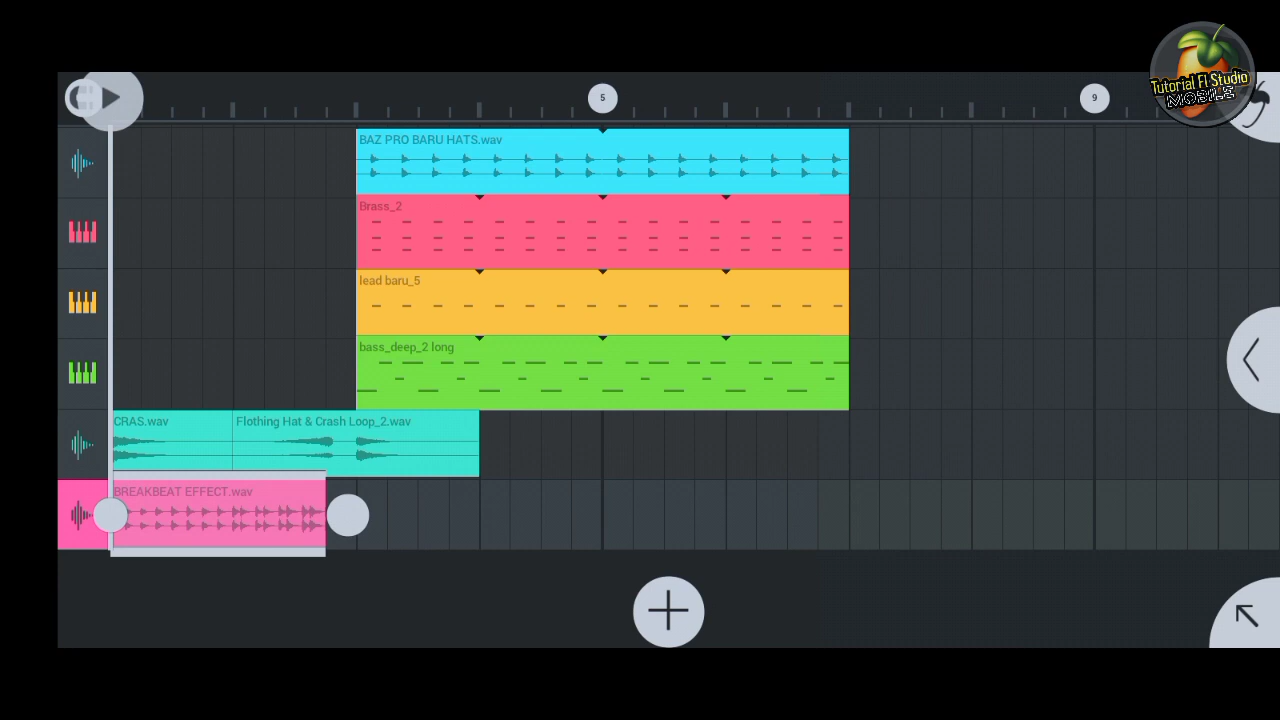 5
9
Tutorial Fl Studio
MOBILE
BAZ PRO BARU HATS.wav
Brass_2
lead baru_5
bass_deep_2 long
CRAS.wav
Flothing Hat & Crash Loop_2.wav
BREAKBEAT EFFECT.wav